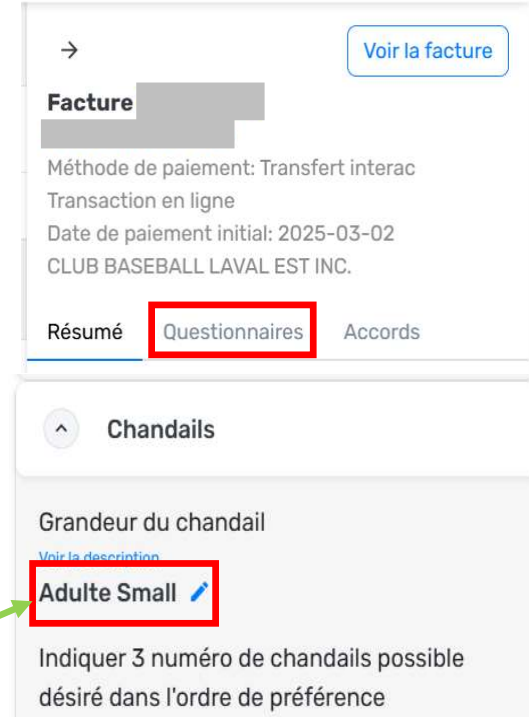 Voir la facture
Facture
Méthode de paiement: Transfert interac
Transaction en ligne
Date de paiement initial: 2025-03-02
CLUB BASEBALL LAVAL EST INC.
Résumé Questionnaires Accords
Chandails
Grandeur du chandail
Voir la description
Adulte Small
Indiquer 3 numéro de chandails possible
désiré dans l'ordre de préférence